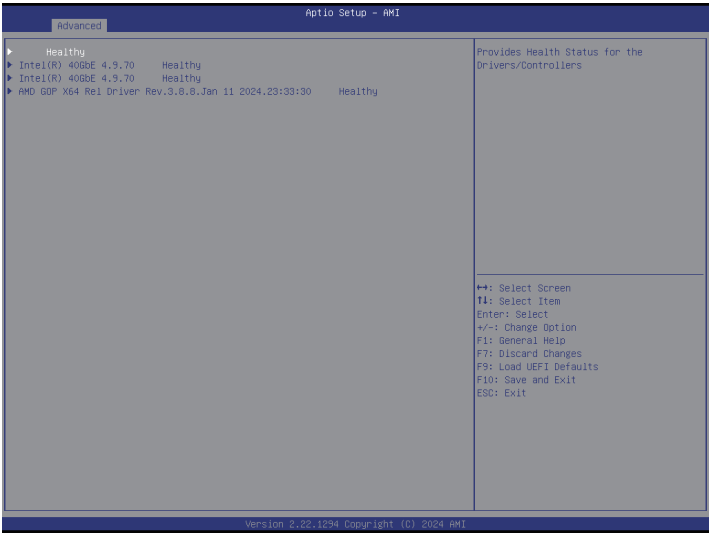 Aptio Setup – AMI
Advanced
Healthy
Intel(R) 40GbE 4.9.70 Healthy
Intel(R) 40GbE 4.9.70 Healthy
AMD GOP X64 Rel Driver Rev.3.8.8.Jan 11 2024.23:33:30 Healthy
Provides Health Status for the
Drivers/Controllers
↔: Select Screen
↑↓: Select Item
Enter: Select
+/-: Change Option
F1: General Help
F7: Discard Changes
F9: Load UEFI Defaults
F10: Save and Exit
ESC: Exit
Version 2.22.1294 Copyright (C) 2024 AMI